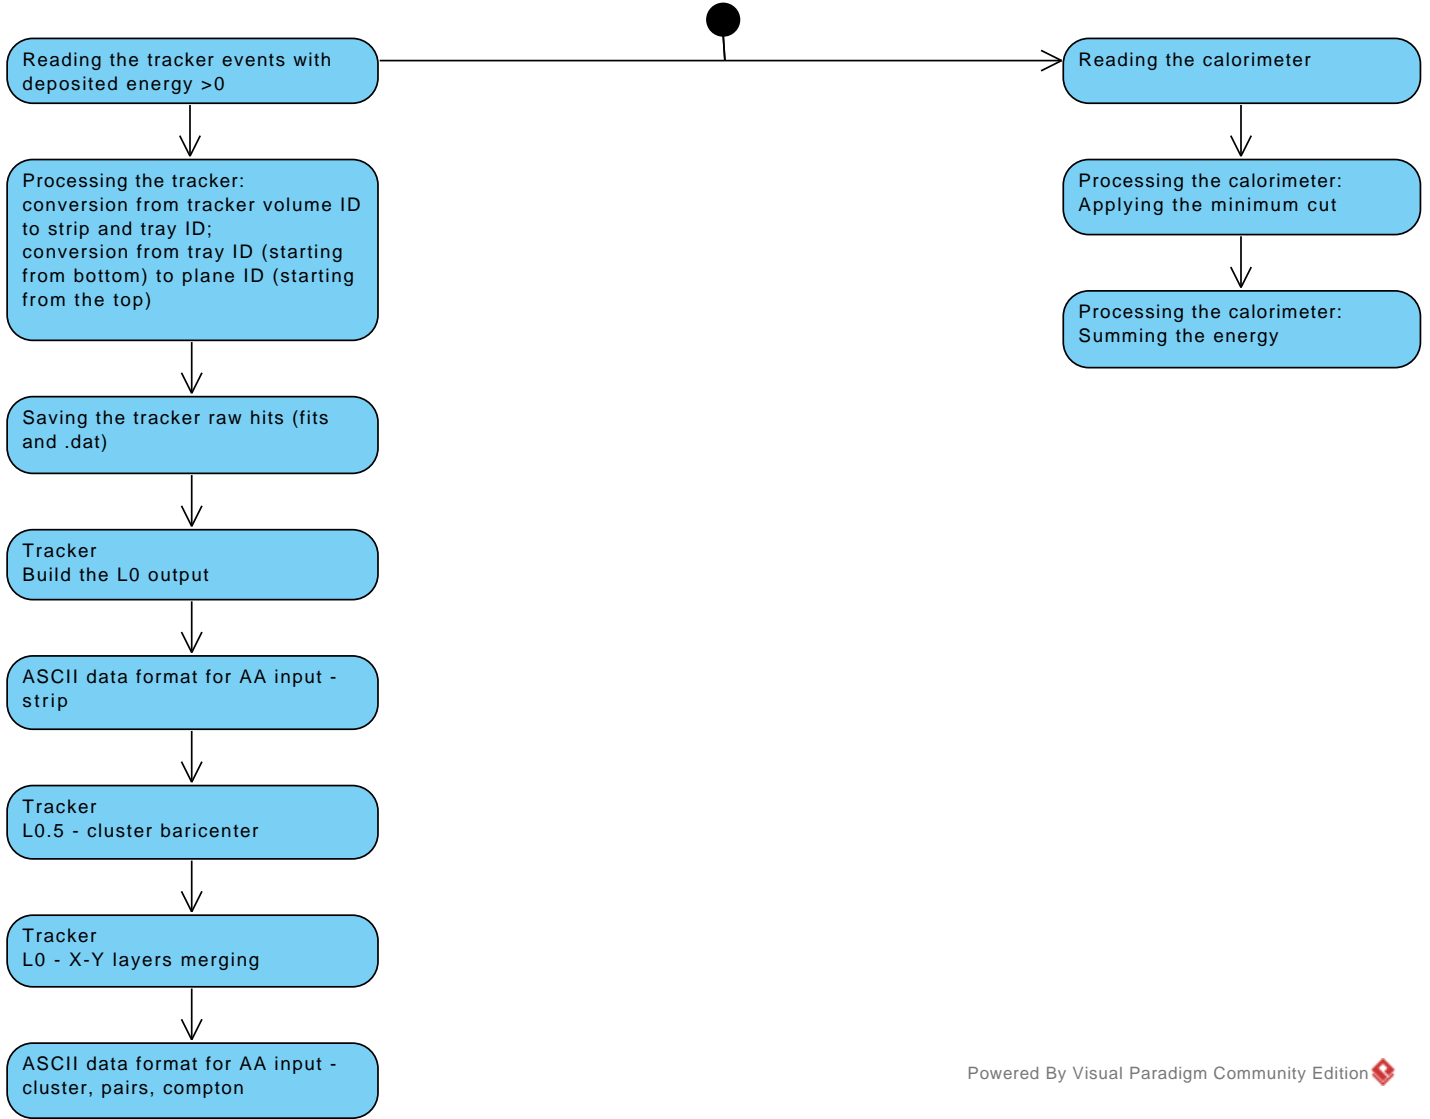 Reading the tracker events with
deposited energy >0
Reading the calorimeter
Processing the tracker:
conversion from tracker volume ID
to strip and tray ID;
conversion from tray ID (starting
from bottom) to plane ID (starting
from the top)
Processing the calorimeter:
Applying the minimum cut
Processing the calorimeter:
Summing the energy
Saving the tracker raw hits (fits
and .dat)
Tracker
Build the L0 output
ASCII data format for AA input -
strip
Tracker
L0.5 - cluster baricenter
Tracker
L0 - X-Y layers merging
ASCII data format for AA input -
cluster, pairs, compton
Powered By Visual Paradigm Community Edition